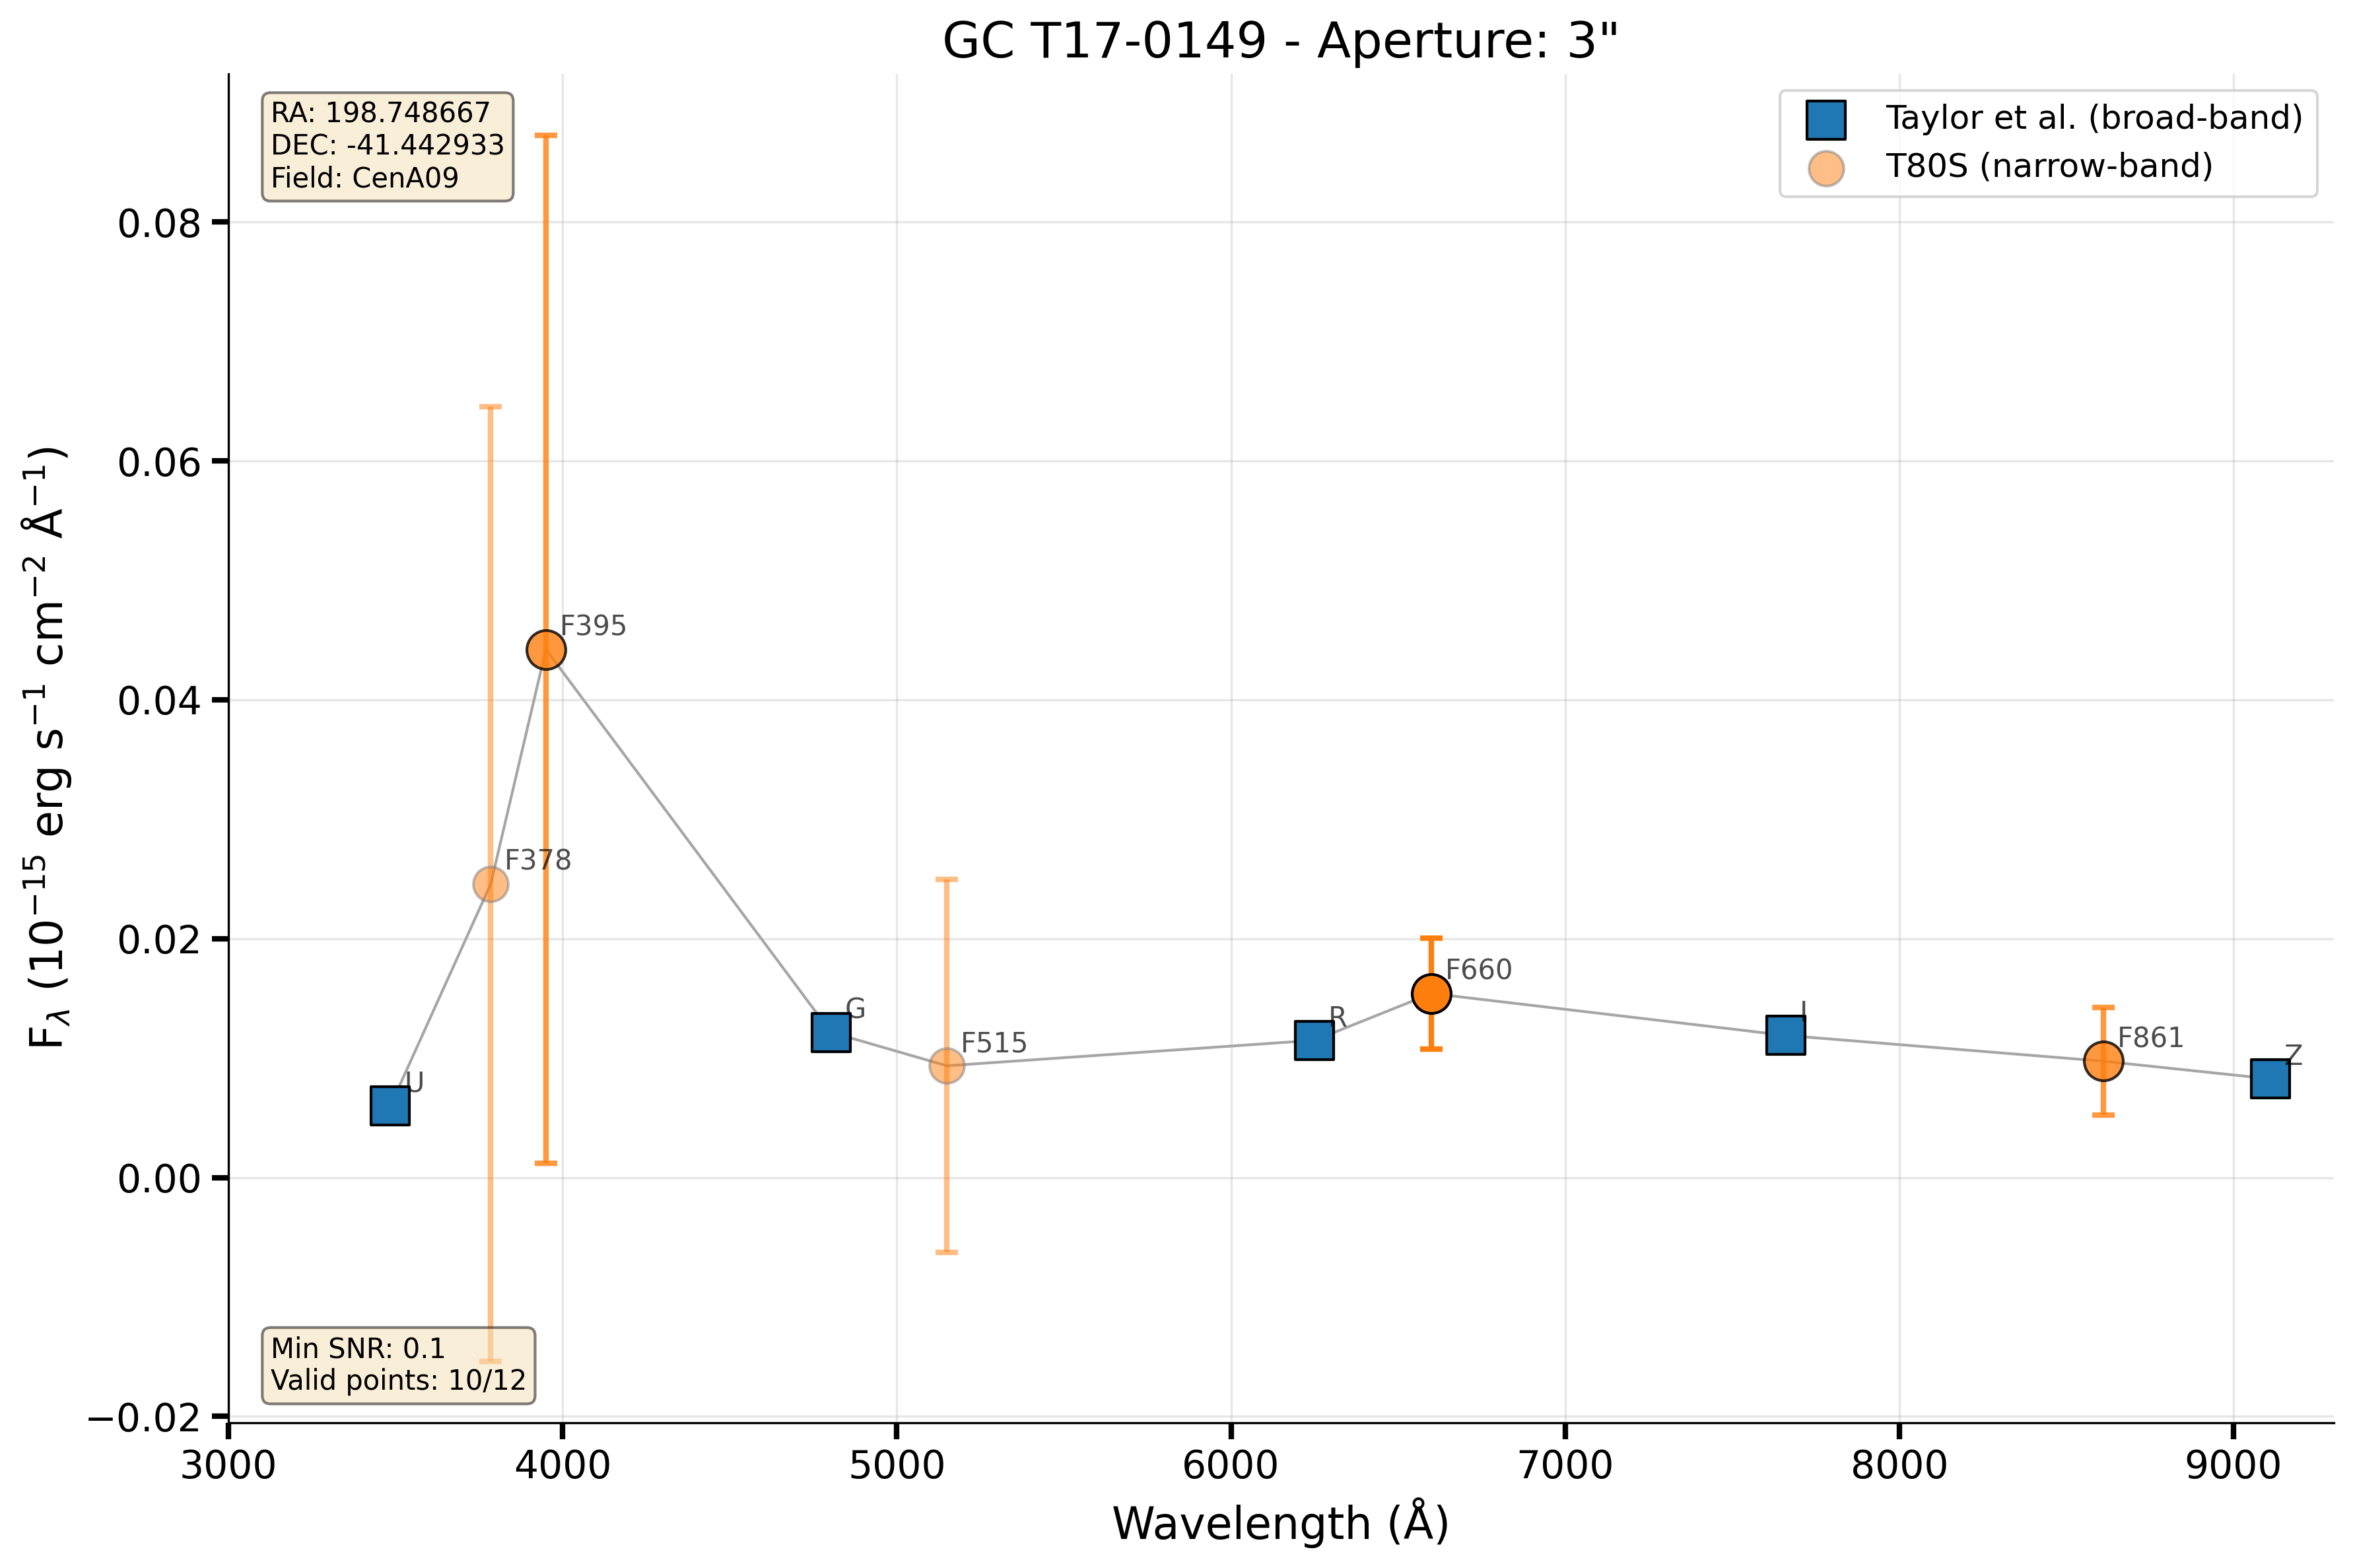 GC T17-0149 - Aperture: 3"
RA: 198.748667
DEC: -41.442933
Field: CenA09
Taylor et al. (broad-band)
T80S (narrow-band)
F_λ (10⁻¹⁵ erg s⁻¹ cm⁻² Å⁻¹)
0.08
0.06
0.04
0.02
0.00
−0.02
U
F378
F395
G
F515
R
F660
I
F861
Z
Min SNR: 0.1
Valid points: 10/12
3000 4000 5000 6000 7000 8000 9000
Wavelength (Å)